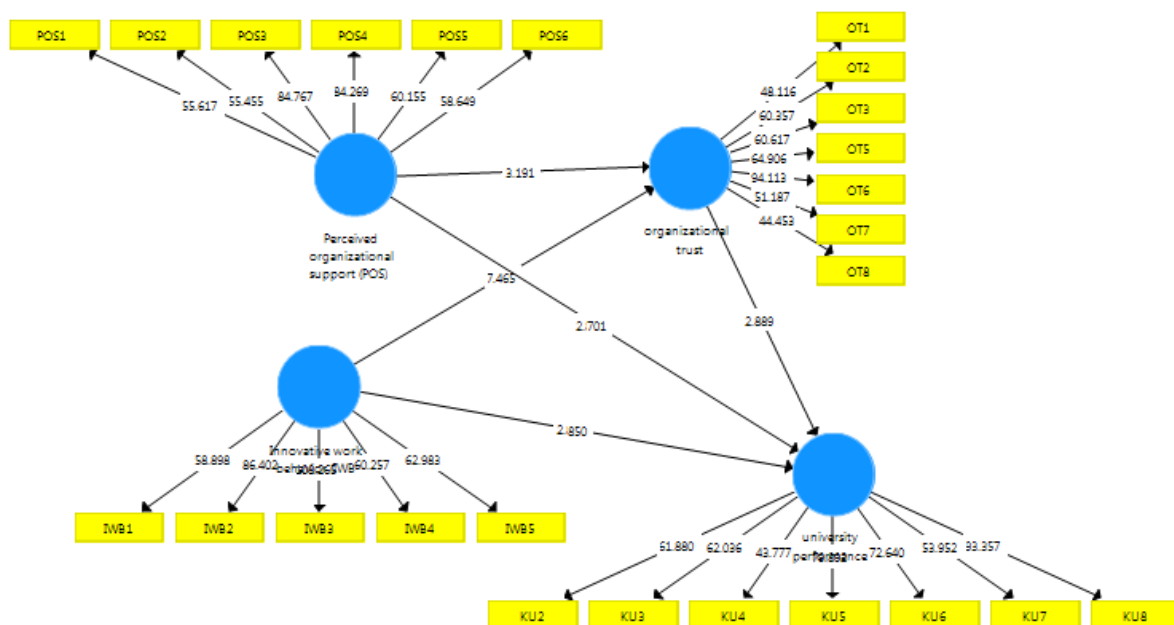 POS1 POS2 POS3 POS4 POS5 POS6
55.617 55.455 84.767 84.269 60.155 58.649
OT1
OT2
OT3
OT5
OT6
OT7
OT8
48.116
60.357
60.617
64.906
94.113
51.187
44.453
3.191
Perceived
organizational
support (POS)
organizational
trust
7.465
2.701
2.889
2.850
Innovative work
58.898 86.402 60.257 62.983
IWB1 IWB2 IWB3 IWB4 IWB5
university
performance
61.880 62.036 43.777 72.640 53.952 93.357
KU2 KU3 KU4 KU5 KU6 KU7 KU8